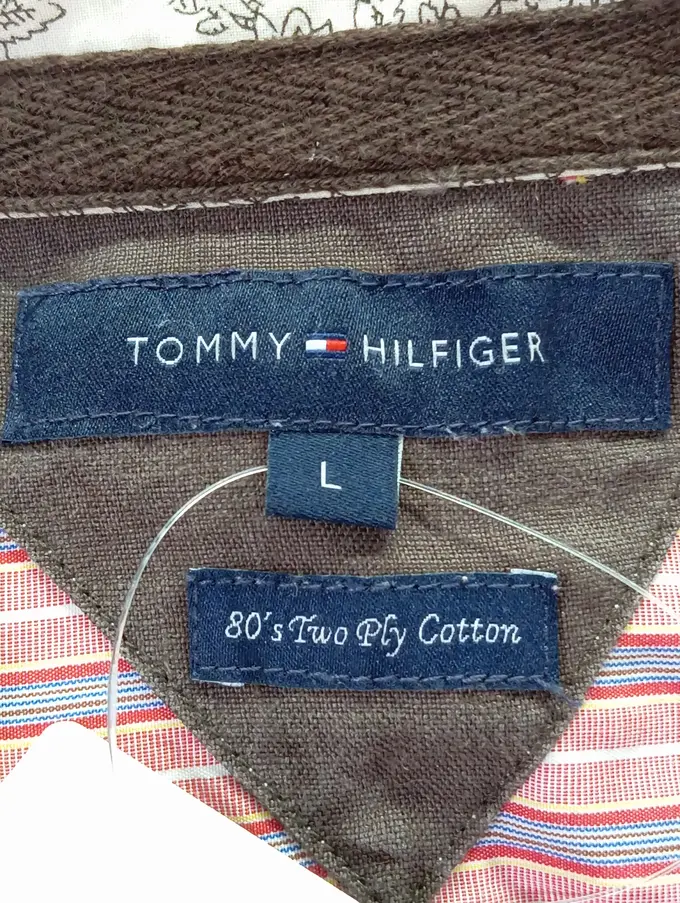 TOMMY HILFIGER
L
80's Two Ply Cotton